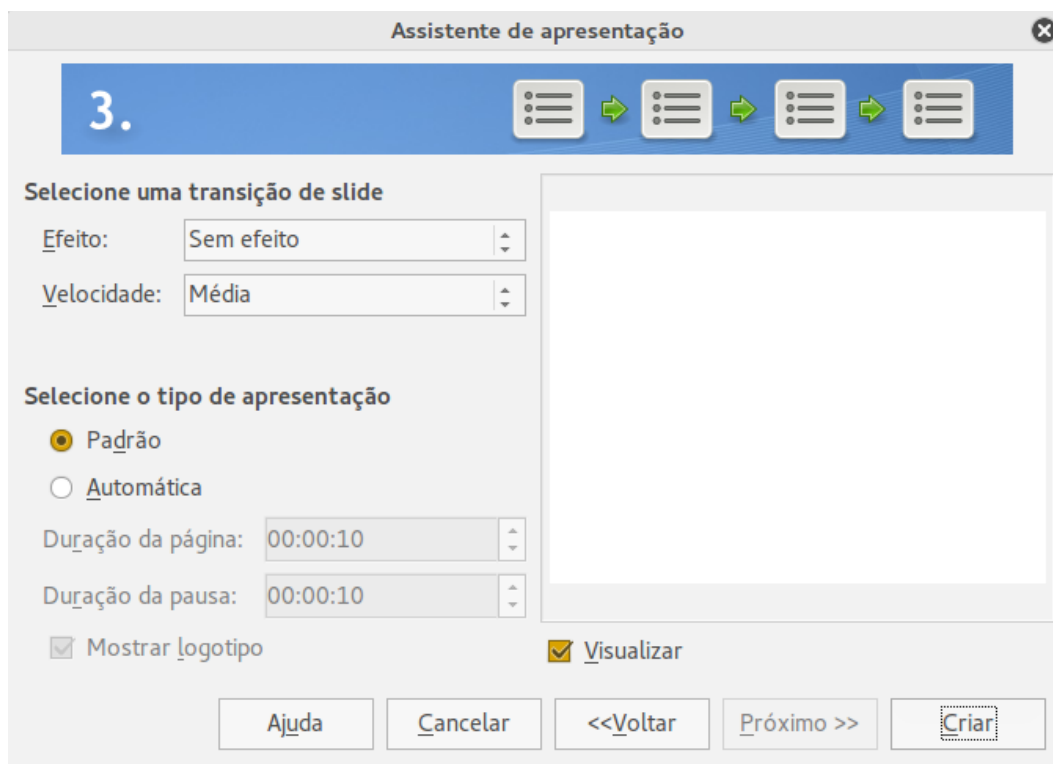 Assistente de apresentação
3.
Selecione uma transição de slide
Efeito: Sem efeito
Velocidade: Média
Selecione o tipo de apresentação
Padrão
Automática
Duração da página: 00:00:10
Duração da pausa: 00:00:10
Mostrar logotipo
Visualizar
Ajuda Cancelar <<Voltar Próximo >> Criar